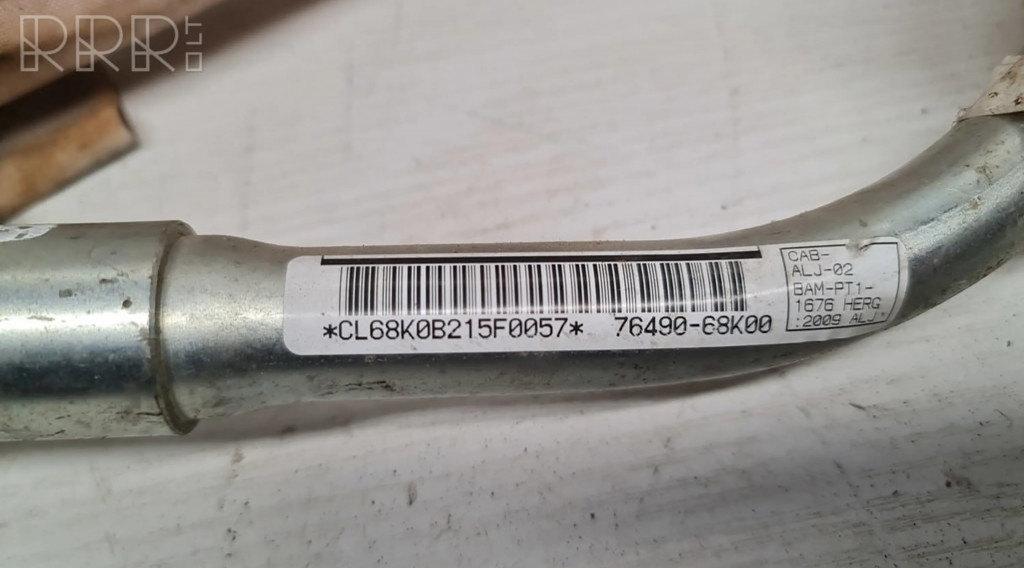 RRR.LT
CAB-
ALJ-02
BAM-PT1-
1676 HERG
:2009 ALJ*
*CL68K0B215F0057* 76490-68K00